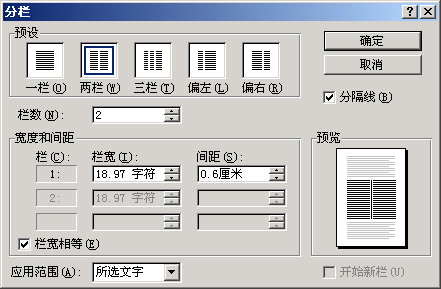 分栏
预设
确定
一栏(O) 两栏(W) 三栏(T) 偏左(L) 偏右(R)
取消
栏数(N): 2
分隔线(B)
宽度和间距
预览
栏(C): 栏宽(I): 间距(S):
1: 18.97 字符 0.6厘米
2: 18.97 字符
栏宽相等(E)
应用范围(A): 所选文字
开始新栏(U)